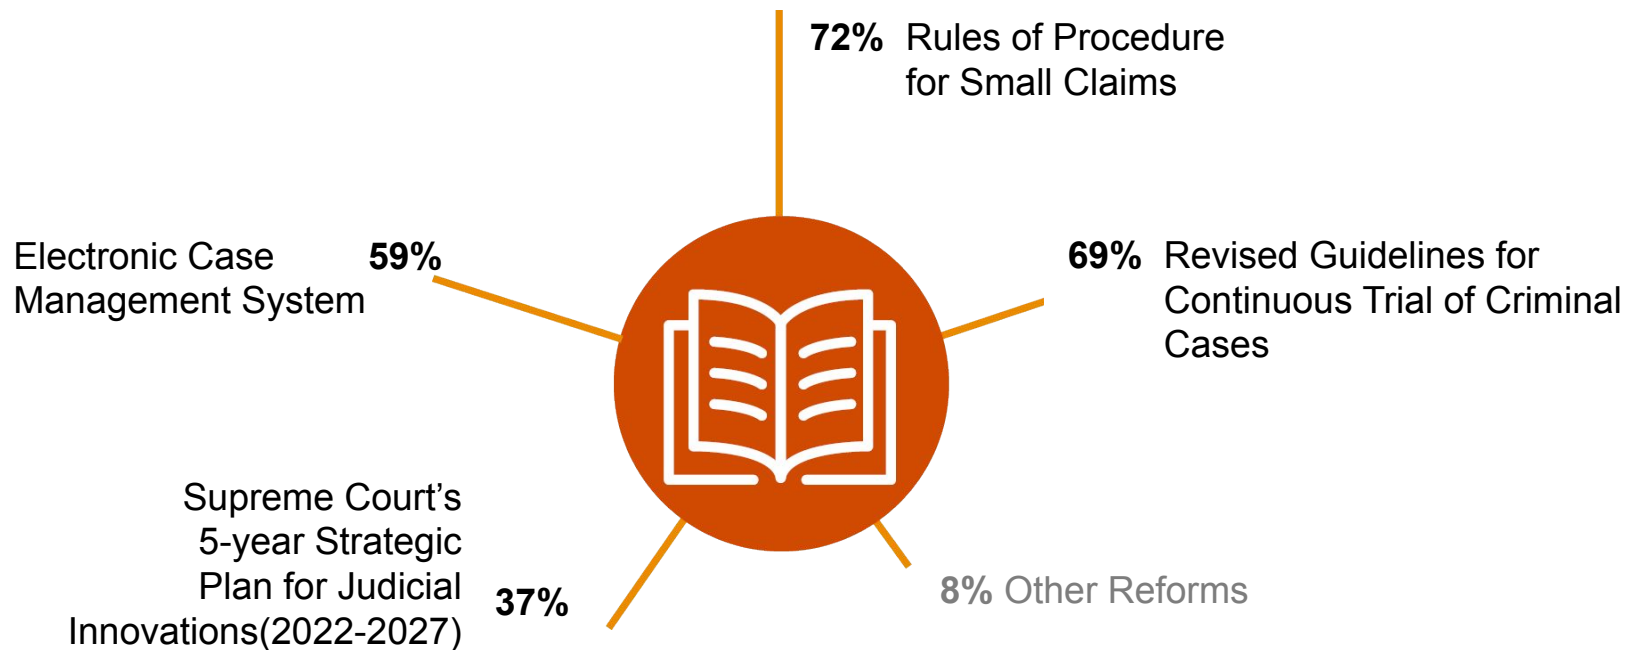 72% Rules of Procedure
for Small Claims
69% Revised Guidelines for
Continuous Trial of Criminal
Cases
Electronic Case 59%
Management System
Supreme Court’s
5-year Strategic
Plan for Judicial
Innovations(2022-2027)
37%
8% Other Reforms